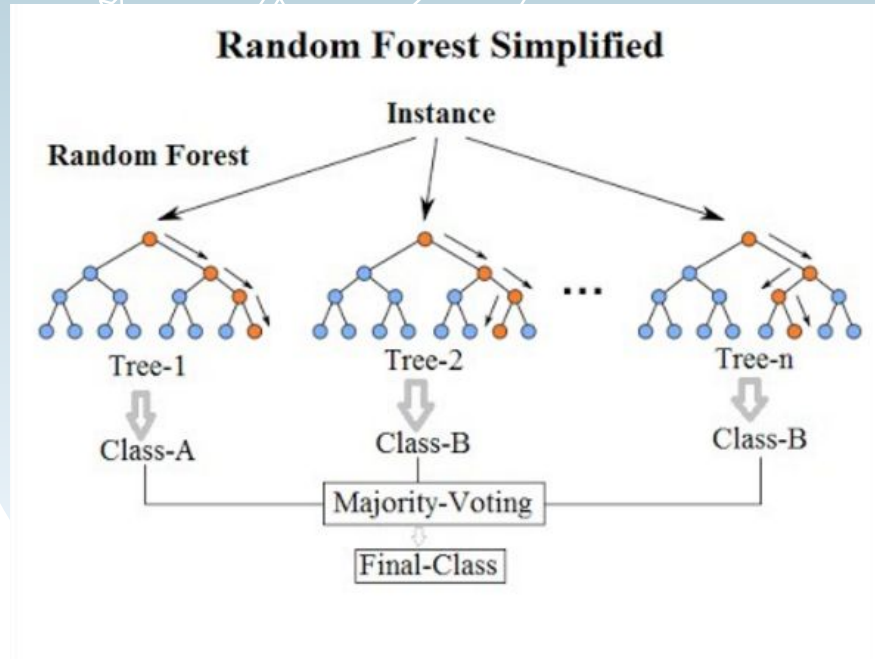 Random Forest Simplified
Instance
Random Forest
...
Tree-1
Tree-2
Tree-n
Class-A
Class-B
Class-B
Majority-Voting
Final-Class